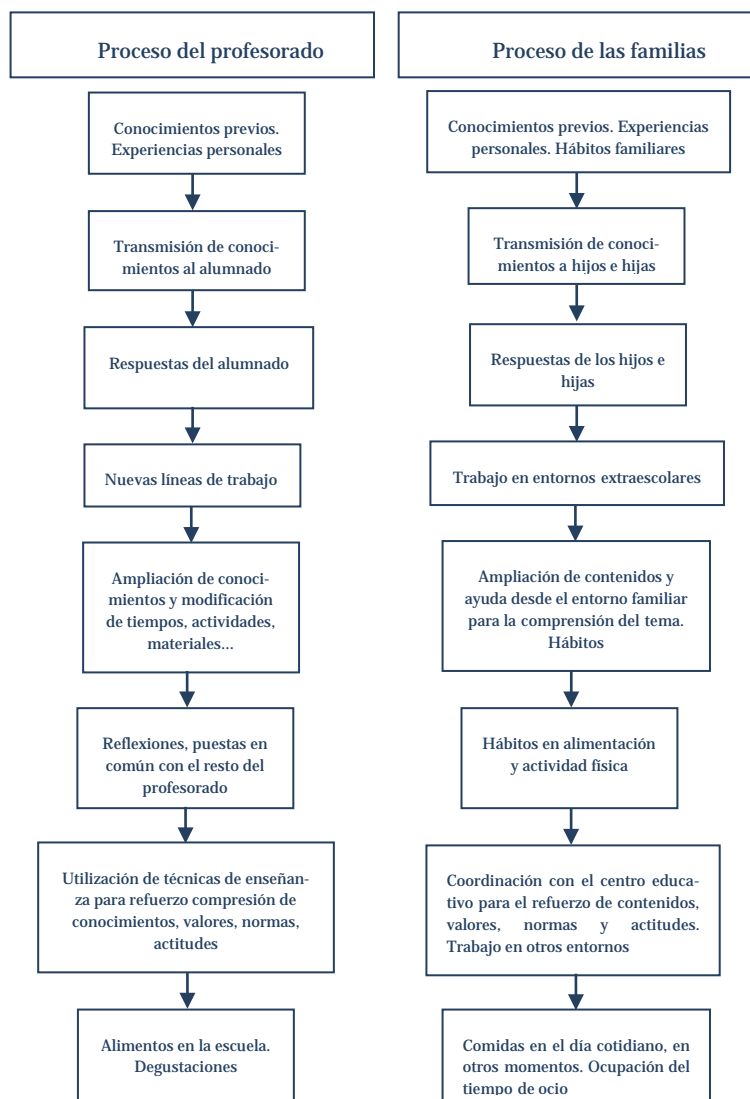 Proceso del profesorado
Conocimientos previos.
Experiencias personales
Transmisión de conoci-
mientos al alumnado
Respuestas del alumnado
Nuevas líneas de trabajo
Ampliación de conoci-
mientos y modificación
de tiempos, actividades,
materiales...
Reflexiones, puestas en
común con el resto del
profesorado
Utilización de técnicas de enseñan-
za para refuerzo compresión de
conocimientos, valores, normas,
actitudes
Alimentos en la escuela.
Degustaciones
Proceso de las familias
Conocimientos previos. Experiencias
personales. Hábitos familiares
Transmisión de conoci-
mientos a hijos e hijas
Respuestas de los hijos e
hijas
Trabajo en entornos extraescolares
Ampliación de contenidos y
ayuda desde el entorno familiar
para la comprensión del tema.
Hábitos
Hábitos en alimentación
y actividad física
Coordinación con el centro educa-
tivo para el refuerzo de contenidos,
valores, normas y actitudes.
Trabajo en otros entornos
Comidas en el día cotidiano, en
otros momentos. Ocupación del
tiempo de ocio